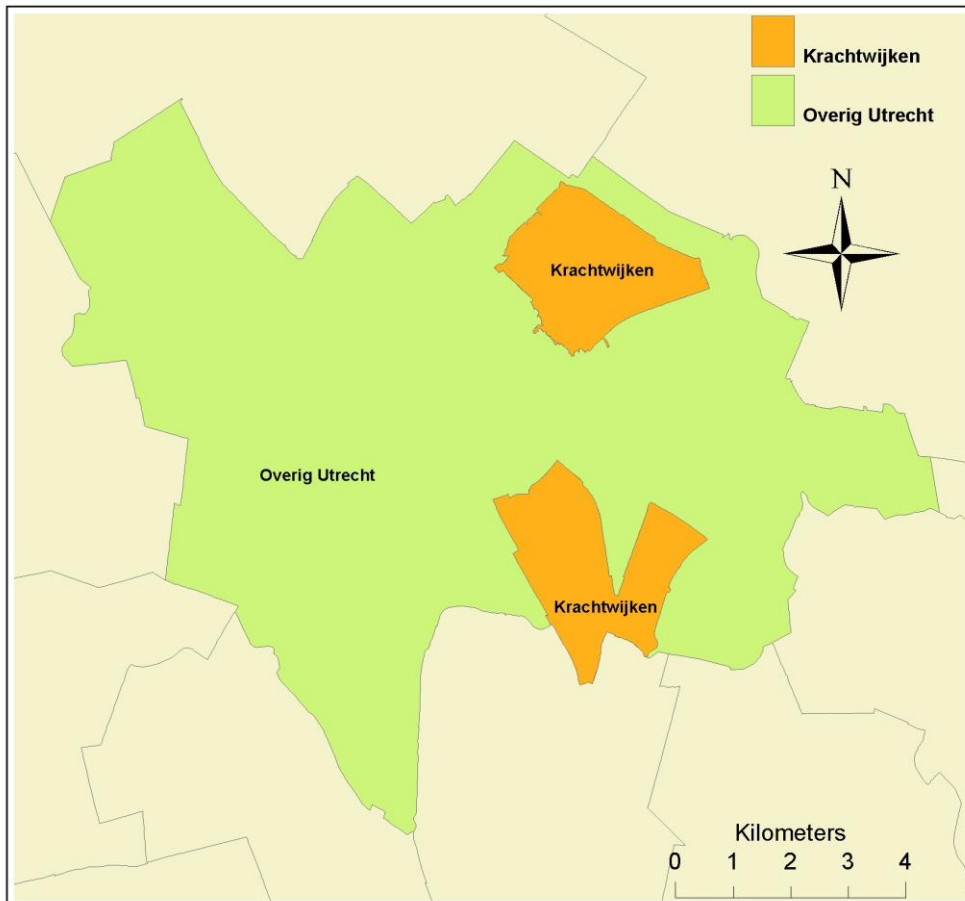 Krachtwijken
Overig Utrecht
N
Krachtwijken
Overig Utrecht
Krachtwijken
Kilometers
0 1 2 3 4